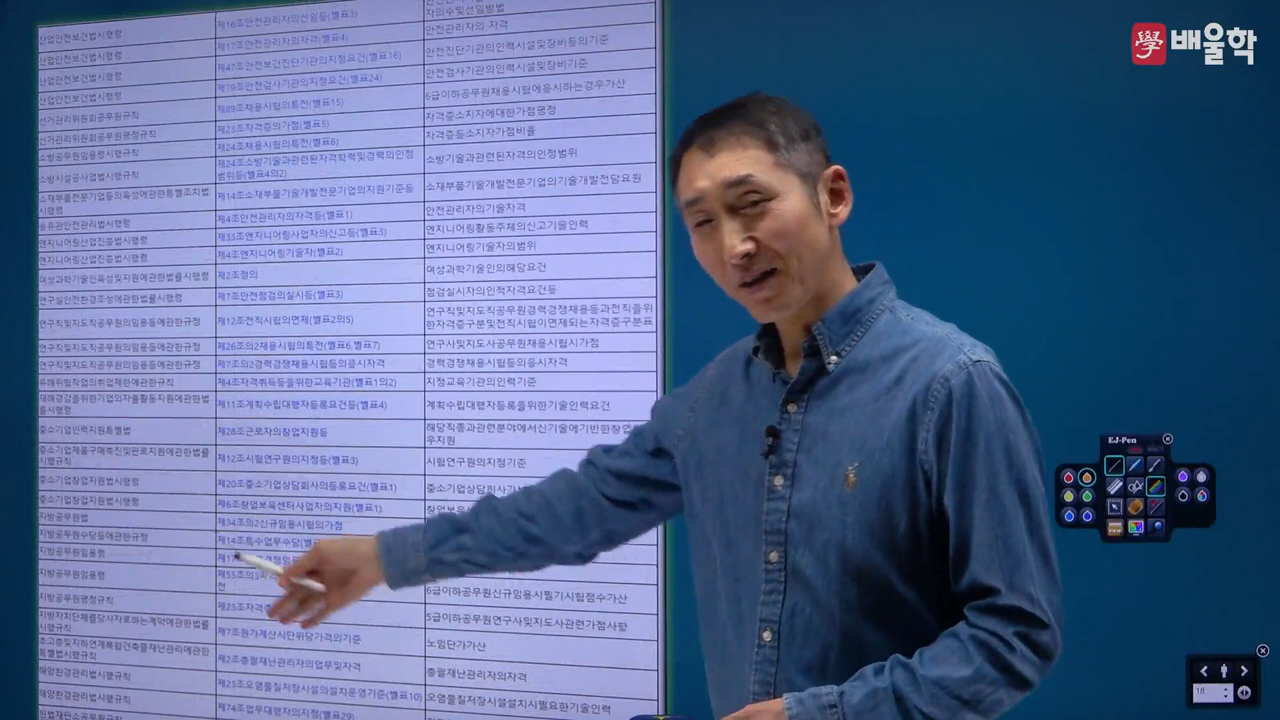 學 배울학
자의수및선임방법
산업안전보건법시행령 제16조안전관리자의선임등(별표3)
안전관리자의 자격
산업안전보건법시행령 제17조안전관리자의자격(별표4)
안전진단기관의인력시설및장비등의기준
산업안전보건법시행령 제47조안전보건진단기관의지정요건(별표16)
안전검사기관의인력시설및장비기준
산업안전보건법시행령 제79조안전검사기관의지정요건(별표24)
6급이하공무원채용시험에응시하는경우가산
선거관리위원회공무원규칙 제89조채용시험의특전(별표15)
자격증소지자에대한가점평정
선거관리위원회공무원평정규칙 제23조자격증의가점(별표5)
자격증등소지자가점비율
소방공무원임용령시행규칙 제24조채용시험의특전(별표6)
소방시설공사업법시행규칙 제24조소방기술과관련된자격학력및경력의인정
범위등(별표4의2) 소방기술과관련된자격의인정범위
소재부품전문기업등의육성에관한특별조치법
시행령 제14조소재부품기술개발전문기업의지원기준등 소재부품기술개발전문기업의기술개발전담요원
송유관안전관리법시행령 제4조안전관리자의자격등(별표1) 안전관리자의기술자격
엔지니어링산업진흥법시행령 제33조엔지니어링사업자의신고등(별표3) 엔지니어링활동주체의신고기술인력
엔지니어링산업진흥법시행령 제4조엔지니어링기술자(별표2) 엔지니어링기술자의범위
여성과학기술인육성및지원에관한법률시행령 제2조정의 여성과학기술인의해당요건
연구실안전환경조성에관한법률시행령 제7조안전점검의실시등(별표3) 점검실시자의인적자격요건등
연구직및지도직공무원의임용등에관한규정 제12조전직시험의면제(별표2의5) 연구직및지도직공무원경력경쟁채용등과전직을위
한자격증구분및전직시험이면제되는자격증구분표
연구직및지도직공무원의임용등에관한규정 제26조의2채용시험의특전(별표6,별표7) 연구사및지도사공무원채용시험시가점
연구직및지도직공무원의임용등에관한규정 제7조의2경력경쟁채용시험등의응시자격 경력경쟁채용시험등의응시자격
유해위험작업의취업제한에관한규칙 제4조자격취득등을위한교육기관(별표1의2) 지정교육기관의인력기준
재해경감을위한기업의자율활동지원에관한법
률시행령 제11조계획수립대행자등록요건등(별표4) 계획수립대행자등록을위한기술인력요건
중소기업인력지원특별법 제28조근로자의창업지원등 해당직종과관련분야에서신기술에기반한창업
우지원
중소기업제품구매촉진및판로지원에관한법률
시행규칙 제12조시험연구원의지정등(별표3) 시험연구원의지정기준
중소기업창업지원법시행령 제20조중소기업상담회사의등록요건등(별표1) 중소기업상담회사가
중소기업창업지원법시행령 제6조창업보육센터사업자의지원(별표1)
지방공무원법 제34조의2신규임용시험의가점
지방공무원수당등에관한규정 제14조특수업무수당
지방공무원임용령 제17
지방공무원임용령 제55조의3 6급이하공무원신규임용시필기시험점수가산
지방공무원평정규칙 제23조자격 5급이하공무원연구사및지도사관련가점사항
지방자치단체를당사자로하는계약에관한법률
시행규칙 제7조원가계산시단위당가격의기준 노임단가가산
초고층및지하연계복합건축물재난관리에관한
특별법시행규칙 제2조총괄재난관리자의업무및자격 총괄재난관리자의자격
해양환경관리법시행규칙 제23조오염물질저장시설의설치운영기준(별표10) 오염물질저장시설설치시필요한기술인력
해양환경관리법시행규칙 제74조업무대행자의지정(별표29)
EJ-Pen
VIEW
18